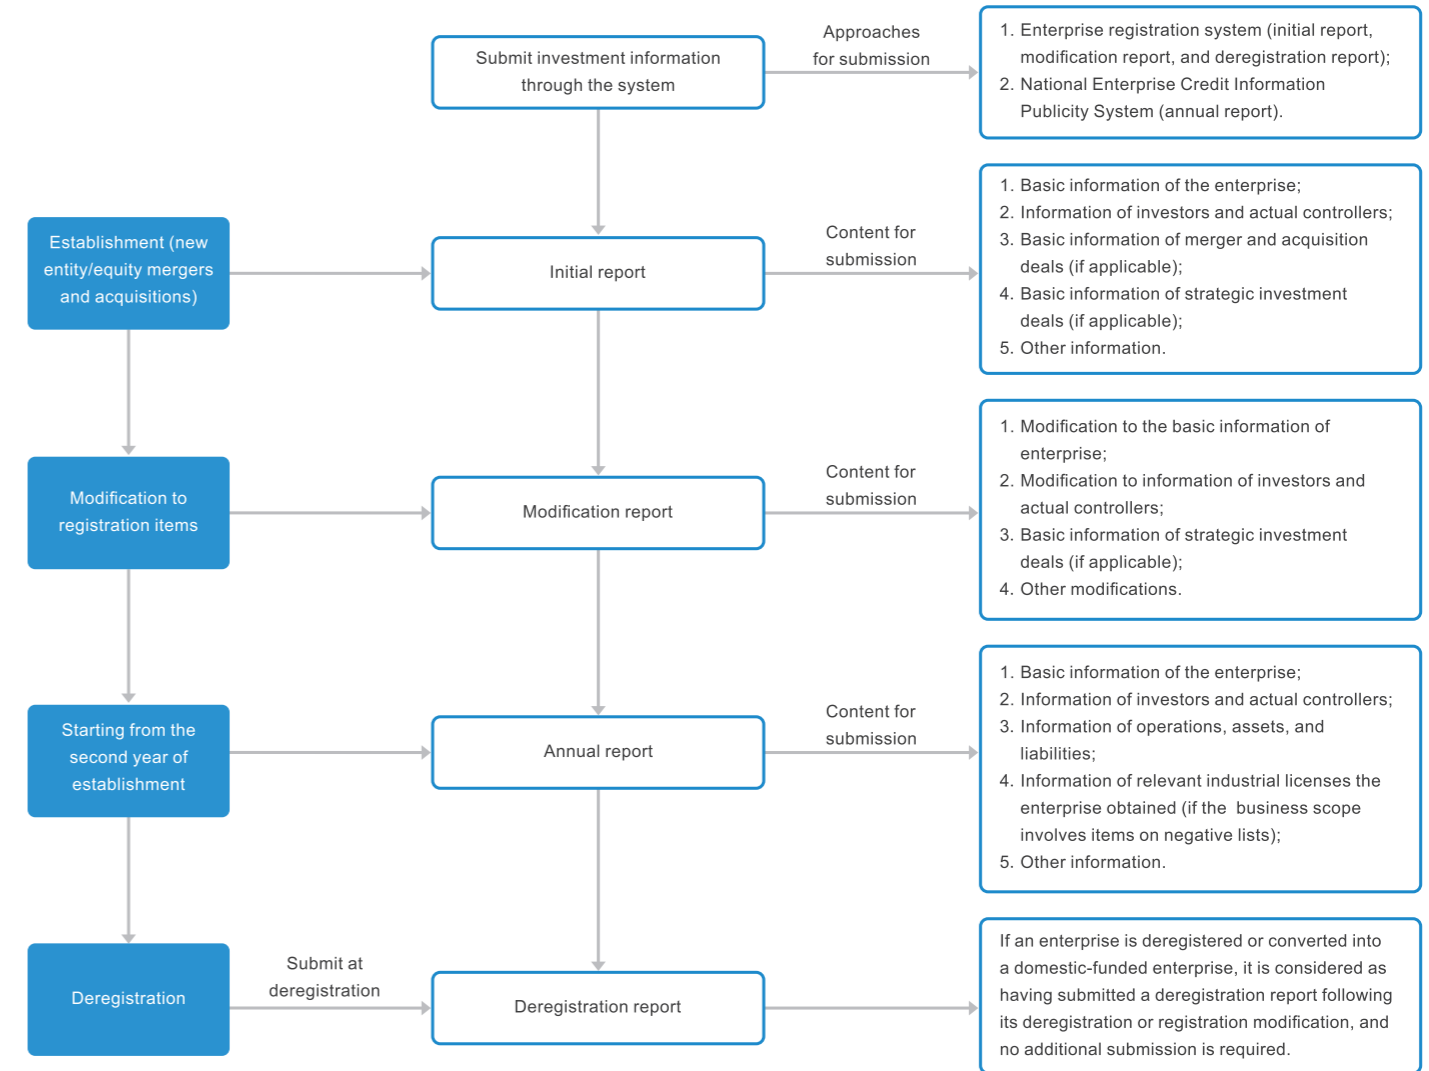 Submit investment information
through the system
Approaches
for submission
1. Enterprise registration system (initial report,
modification report, and deregistration report);
2. National Enterprise Credit Information
Publicity System (annual report).
Establishment (new
entity/equity mergers
and acquisitions)
Initial report
Content for
submission
1. Basic information of the enterprise;
2. Information of investors and actual controllers;
3. Basic information of merger and acquisition
deals (if applicable);
4. Basic information of strategic investment
deals (if applicable);
5. Other information.
Modification to
registration items
Modification report
Content for
submission
1. Modification to the basic information of
enterprise;
2. Modification to information of investors and
actual controllers;
3. Basic information of strategic investment
deals (if applicable);
4. Other modifications.
Starting from the
second year of
establishment
Annual report
Content for
submission
1. Basic information of the enterprise;
2. Information of investors and actual controllers;
3. Information of operations, assets, and
liabilities;
4. Information of relevant industrial licenses the
enterprise obtained (if the business scope
involves items on negative lists);
5. Other information.
Deregistration
Submit at
deregistration
Deregistration report
If an enterprise is deregistered or converted into
a domestic-funded enterprise, it is considered as
having submitted a deregistration report following
its deregistration or registration modification, and
no additional submission is required.